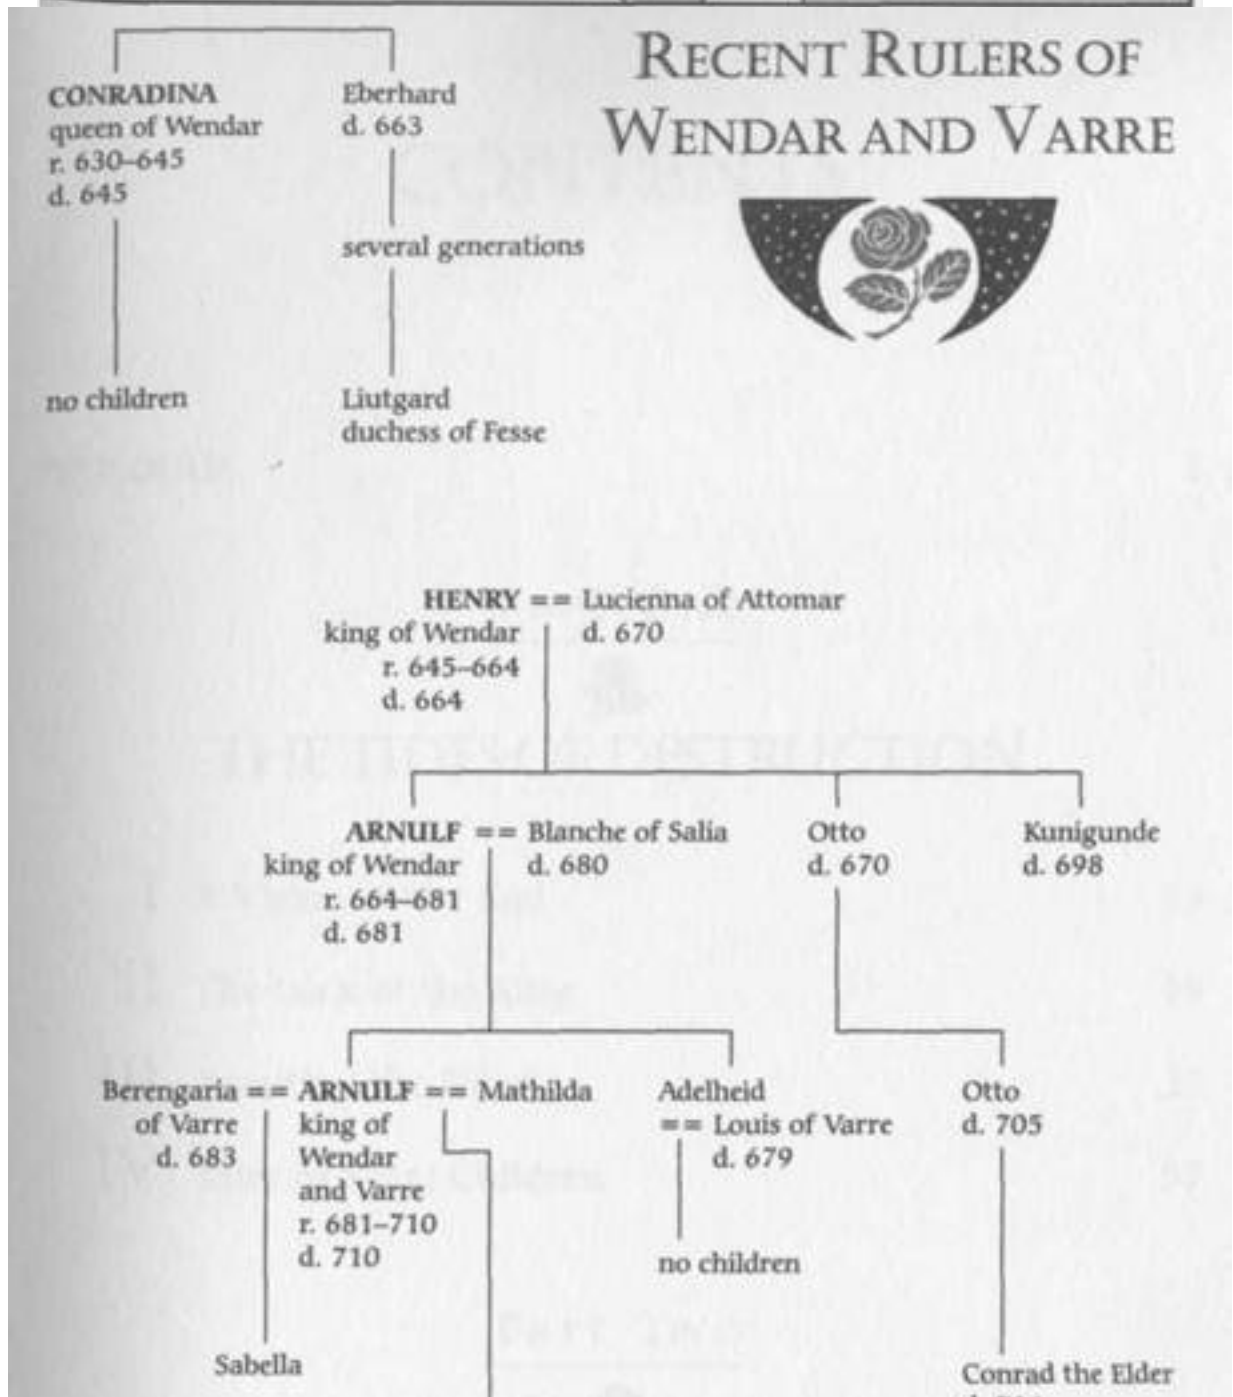 RECENT RULERS OF
WENDAR AND VARRE
CONRADINA
queen of Wendar
r. 630–645
d. 645
Eberhard
d. 663
several generations
no children
Liutgard
duchess of Fesse
HENRY == Lucienna of Attomar
king of Wendar
r. 645–664
d. 664
d. 670
ARNULF == Blanche of Salia
king of Wendar
r. 664–681
d. 681
d. 680
Otto
d. 670
Kunigunde
d. 698
Berengaria == ARNULF == Mathilda
of Varre
d. 683
king of
Wendar
and Varre
r. 681–710
d. 710
Adelheid
== Louis of Varre
d. 679
no children
Otto
d. 705
Sabella
Conrad the Elder